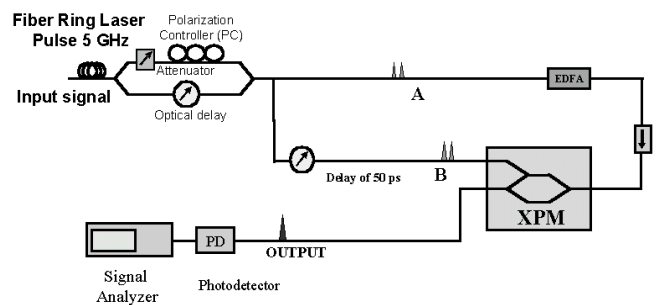 Fiber Ring Laser
Pulse 5 GHz
Polarization
Controller (PC)
Attenuator
Input signal
Optical delay
A
EDFA
Delay of 50 ps
B
XPM
PD
OUTPUT
Signal
Analyzer
Photodetector